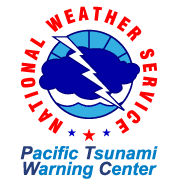 NATIONAL WEATHER SERVICE
Pacific Tsunami
Warning Center